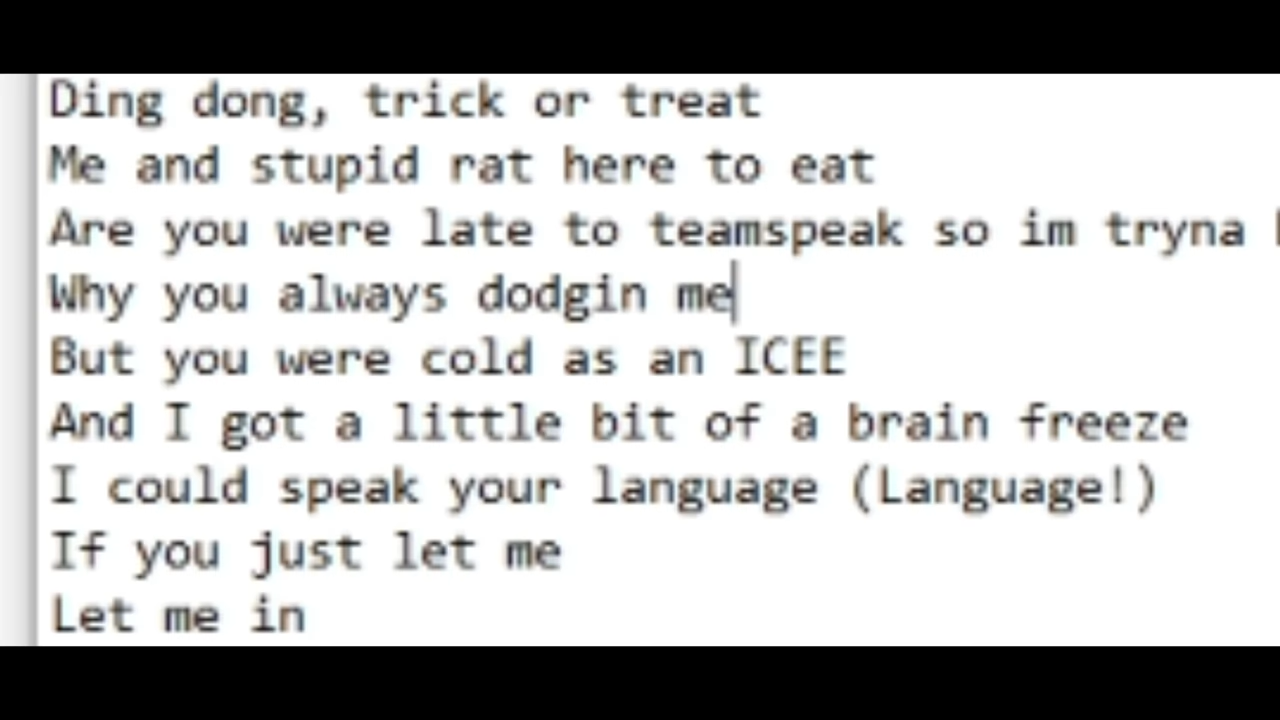 Ding dong, trick or treat
Me and stupid rat here to eat
Are you were late to teamspeak so im tryna
Why you always dodgin me
But you were cold as an ICEE
And I got a little bit of a brain freeze
I could speak your language (Language!)
If you just let me
Let me in